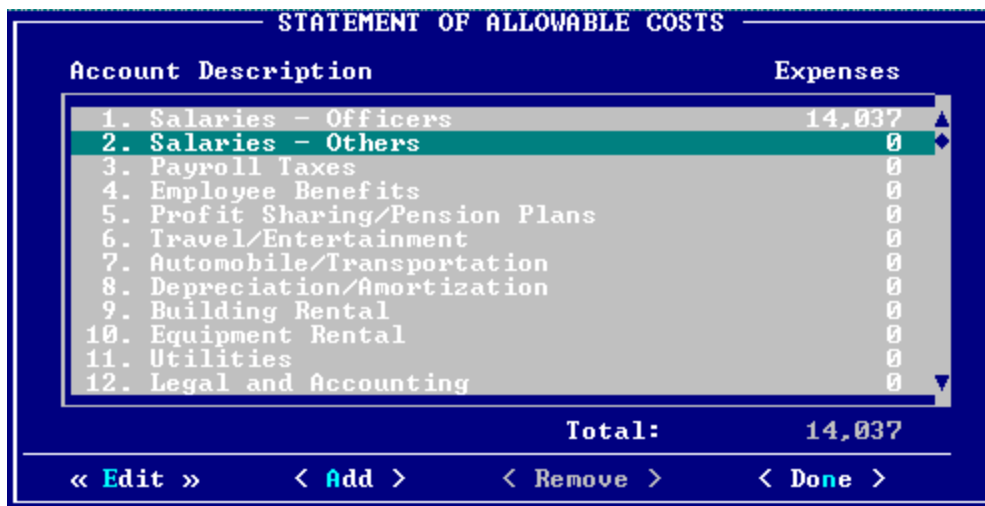 STATEMENT OF ALLOWABLE COSTS
Account Description Expenses
1. Salaries - Officers 14,037
2. Salaries - Others 0
3. Payroll Taxes 0
4. Employee Benefits 0
5. Profit Sharing/Pension Plans 0
6. Travel/Entertainment 0
7. Automobile/Transportation 0
8. Depreciation/Amortization 0
9. Building Rental 0
10. Equipment Rental 0
11. Utilities 0
12. Legal and Accounting 0
Total: 14,037
« Edit » < Add > < Remove > < Done >